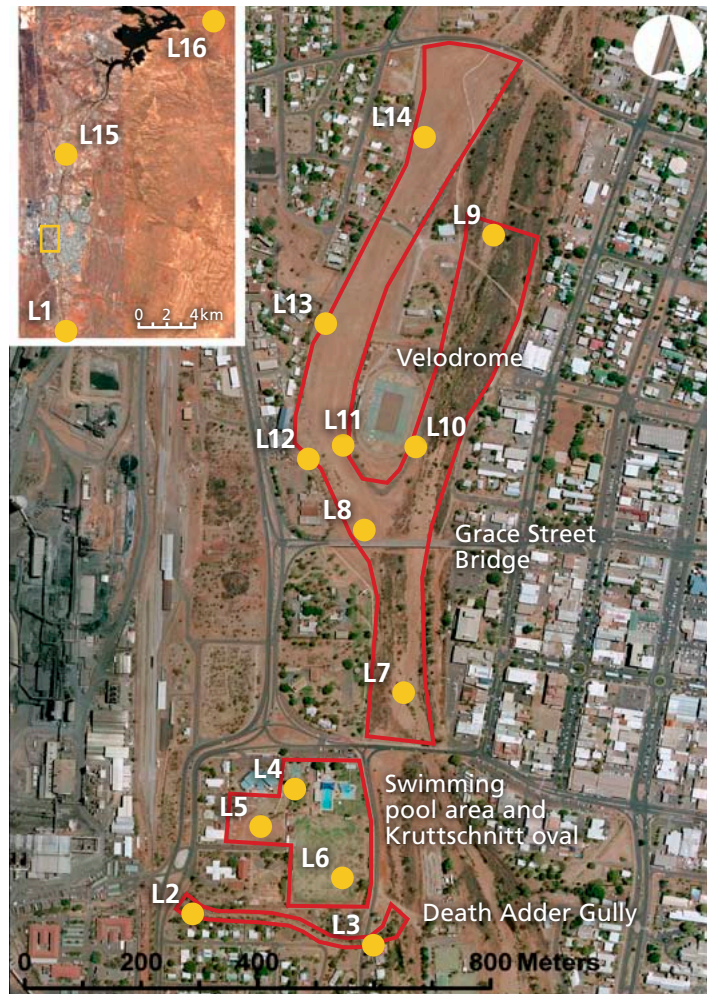 L16
L15
L1
0 2 4km
L14
L9
L13
Velodrome
L11
L10
L12
L8
Grace Street
Bridge
L7
L4
Swimming
pool area and
Kruttschnitt oval
L5
L6
L2
Death Adder Gully
L3
200 400 800 Meters